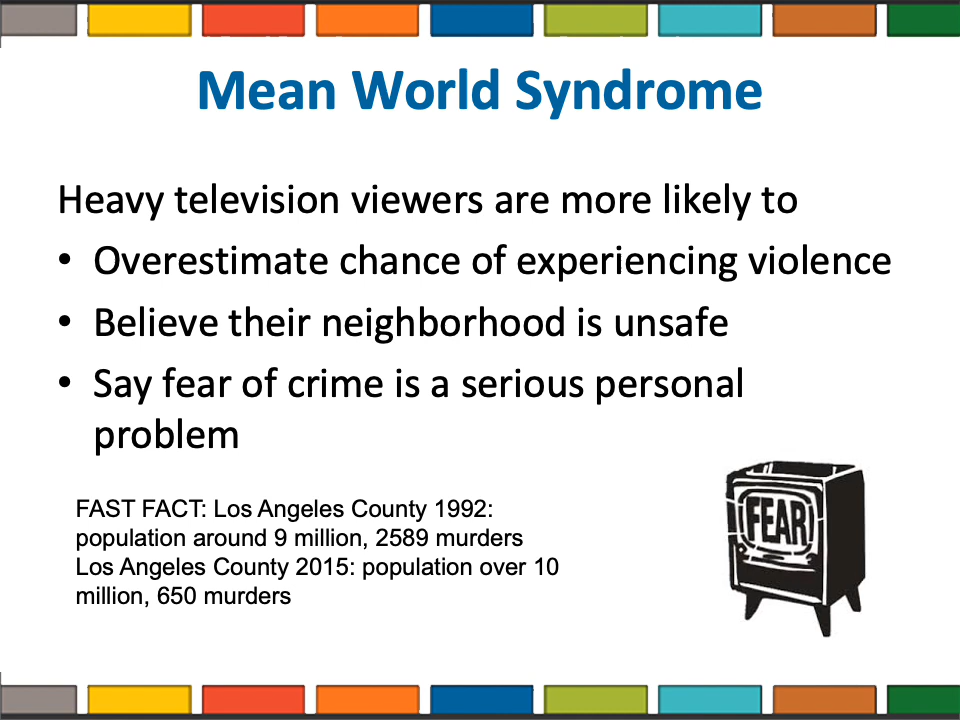 Mean World Syndrome
Heavy television viewers are more likely to
• Overestimate chance of experiencing violence
• Believe their neighborhood is unsafe
• Say fear of crime is a serious personal
problem
FAST FACT: Los Angeles County 1992:
population around 9 million, 2589 murders
Los Angeles County 2015: population over 10
million, 650 murders
FEAR